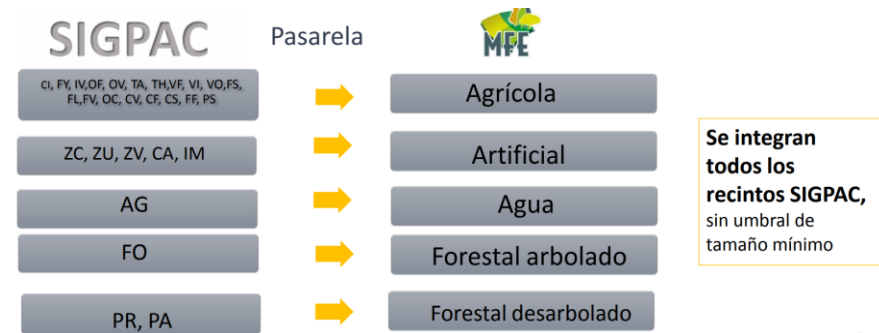 SIGPAC
Pasarela
MFE
CI, FY, IV,OF, OV, TA, TH,VF, VI, VO,FS,
FL,FV, OC, CV, CF, CS, FF, PS
Agrícola
ZC, ZU, ZV, CA, IM
Artificial
AG
Agua
FO
Forestal arbolado
PR, PA
Forestal desarbolado
Se integran
todos los
recintos SIGPAC,
sin umbral de
tamaño mínimo